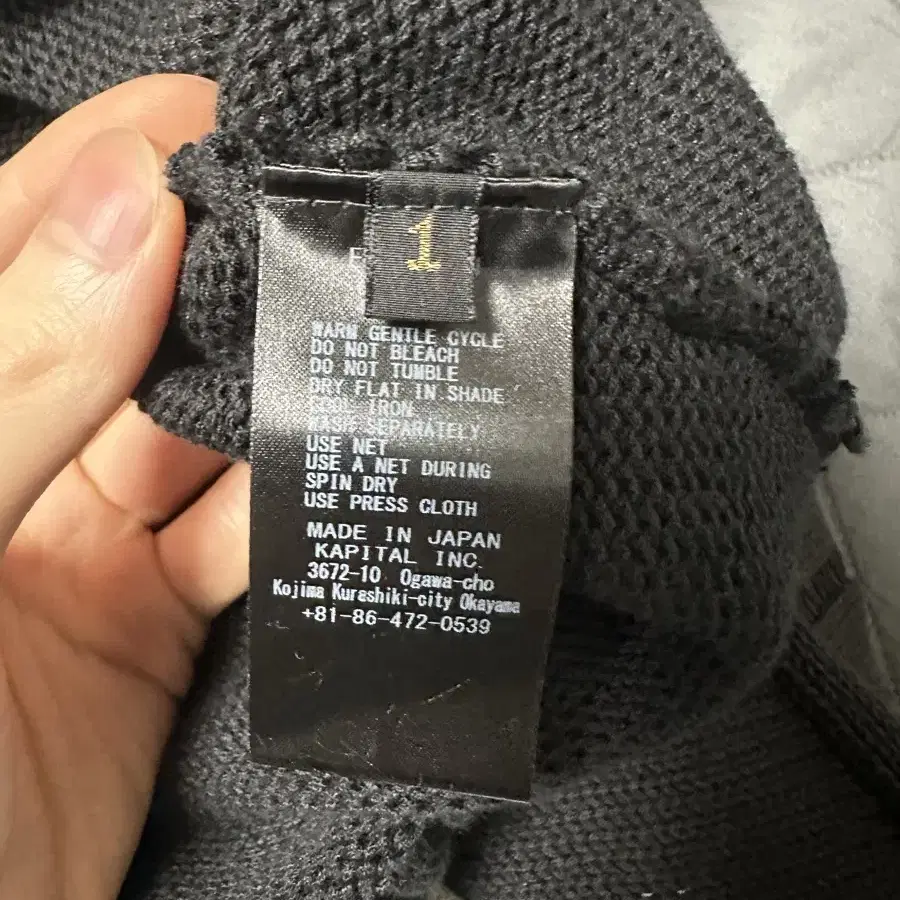 1
WARN GENTLE CYCLE
DO NOT BLEACH
DO NOT TUMBLE
DRY FLAT IN SHADE
COOL IRON
WASH SEPARATELY
USE NET
USE A NET DURING
SPIN DRY
USE PRESS CLOTH
MADE IN JAPAN
KAPITAL INC.
3672-10 Ogawa-cho
Kojima Kurashiki-city Okayama
+81-86-472-0539